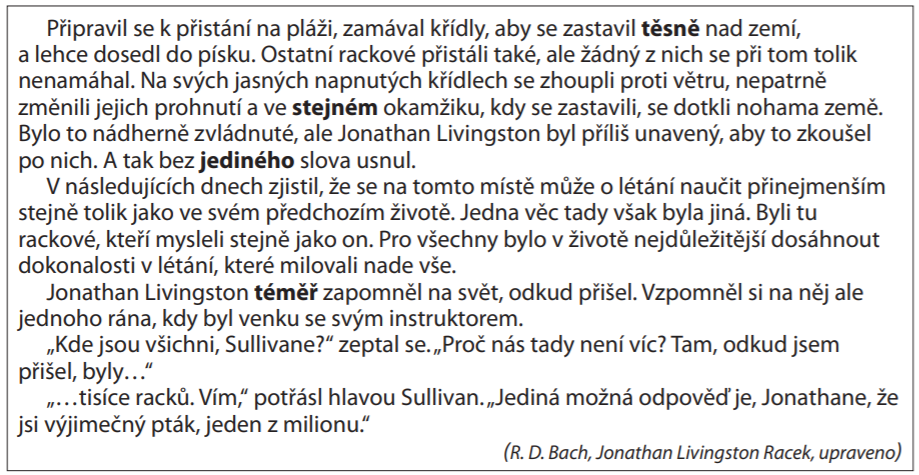 Připravil se k přistání na pláži, zamával křídly, aby se zastavil těsně nad zemí,
a lehce dosedl do písku. Ostatní rackové přistáli také, ale žádný z nich se při tom tolik
nenamáhal. Na svých jasných napnutých křídlech se zhoupli proti větru, nepatrně
změnili jejich prohnutí a ve stejném okamžiku, kdy se zastavili, se dotkli nohama země.
Bylo to nádherně zvládnuté, ale Jonathan Livingston byl příliš unavený, aby to zkoušel
po nich. A tak bez jediného slova usnul.
V následujících dnech zjistil, že se na tomto místě může o létání naučit přinejmenším
stejně tolik jako ve svém předchozím životě. Jedna věc tady však byla jiná. Byli tu
rackové, kteří mysleli stejně jako on. Pro všechny bylo v životě nejdůležitější dosáhnout
dokonalosti v létání, které milovali nade vše.
Jonathan Livingston téměř zapomněl na svět, odkud přišel. Vzpomněl si na něj ale
jednoho rána, kdy byl venku se svým instruktorem.
„Kde jsou všichni, Sullivane?“ zeptal se. „Proč nás tady není víc? Tam, odkud jsem
přišel, byly…“
„…tisíce racků. Vím,“ potřásl hlavou Sullivan. „Jediná možná odpověď je, Jonathane, že
jsi výjimečný pták, jeden z milionu.“
(R. D. Bach, Jonathan Livingston Racek, upraveno)